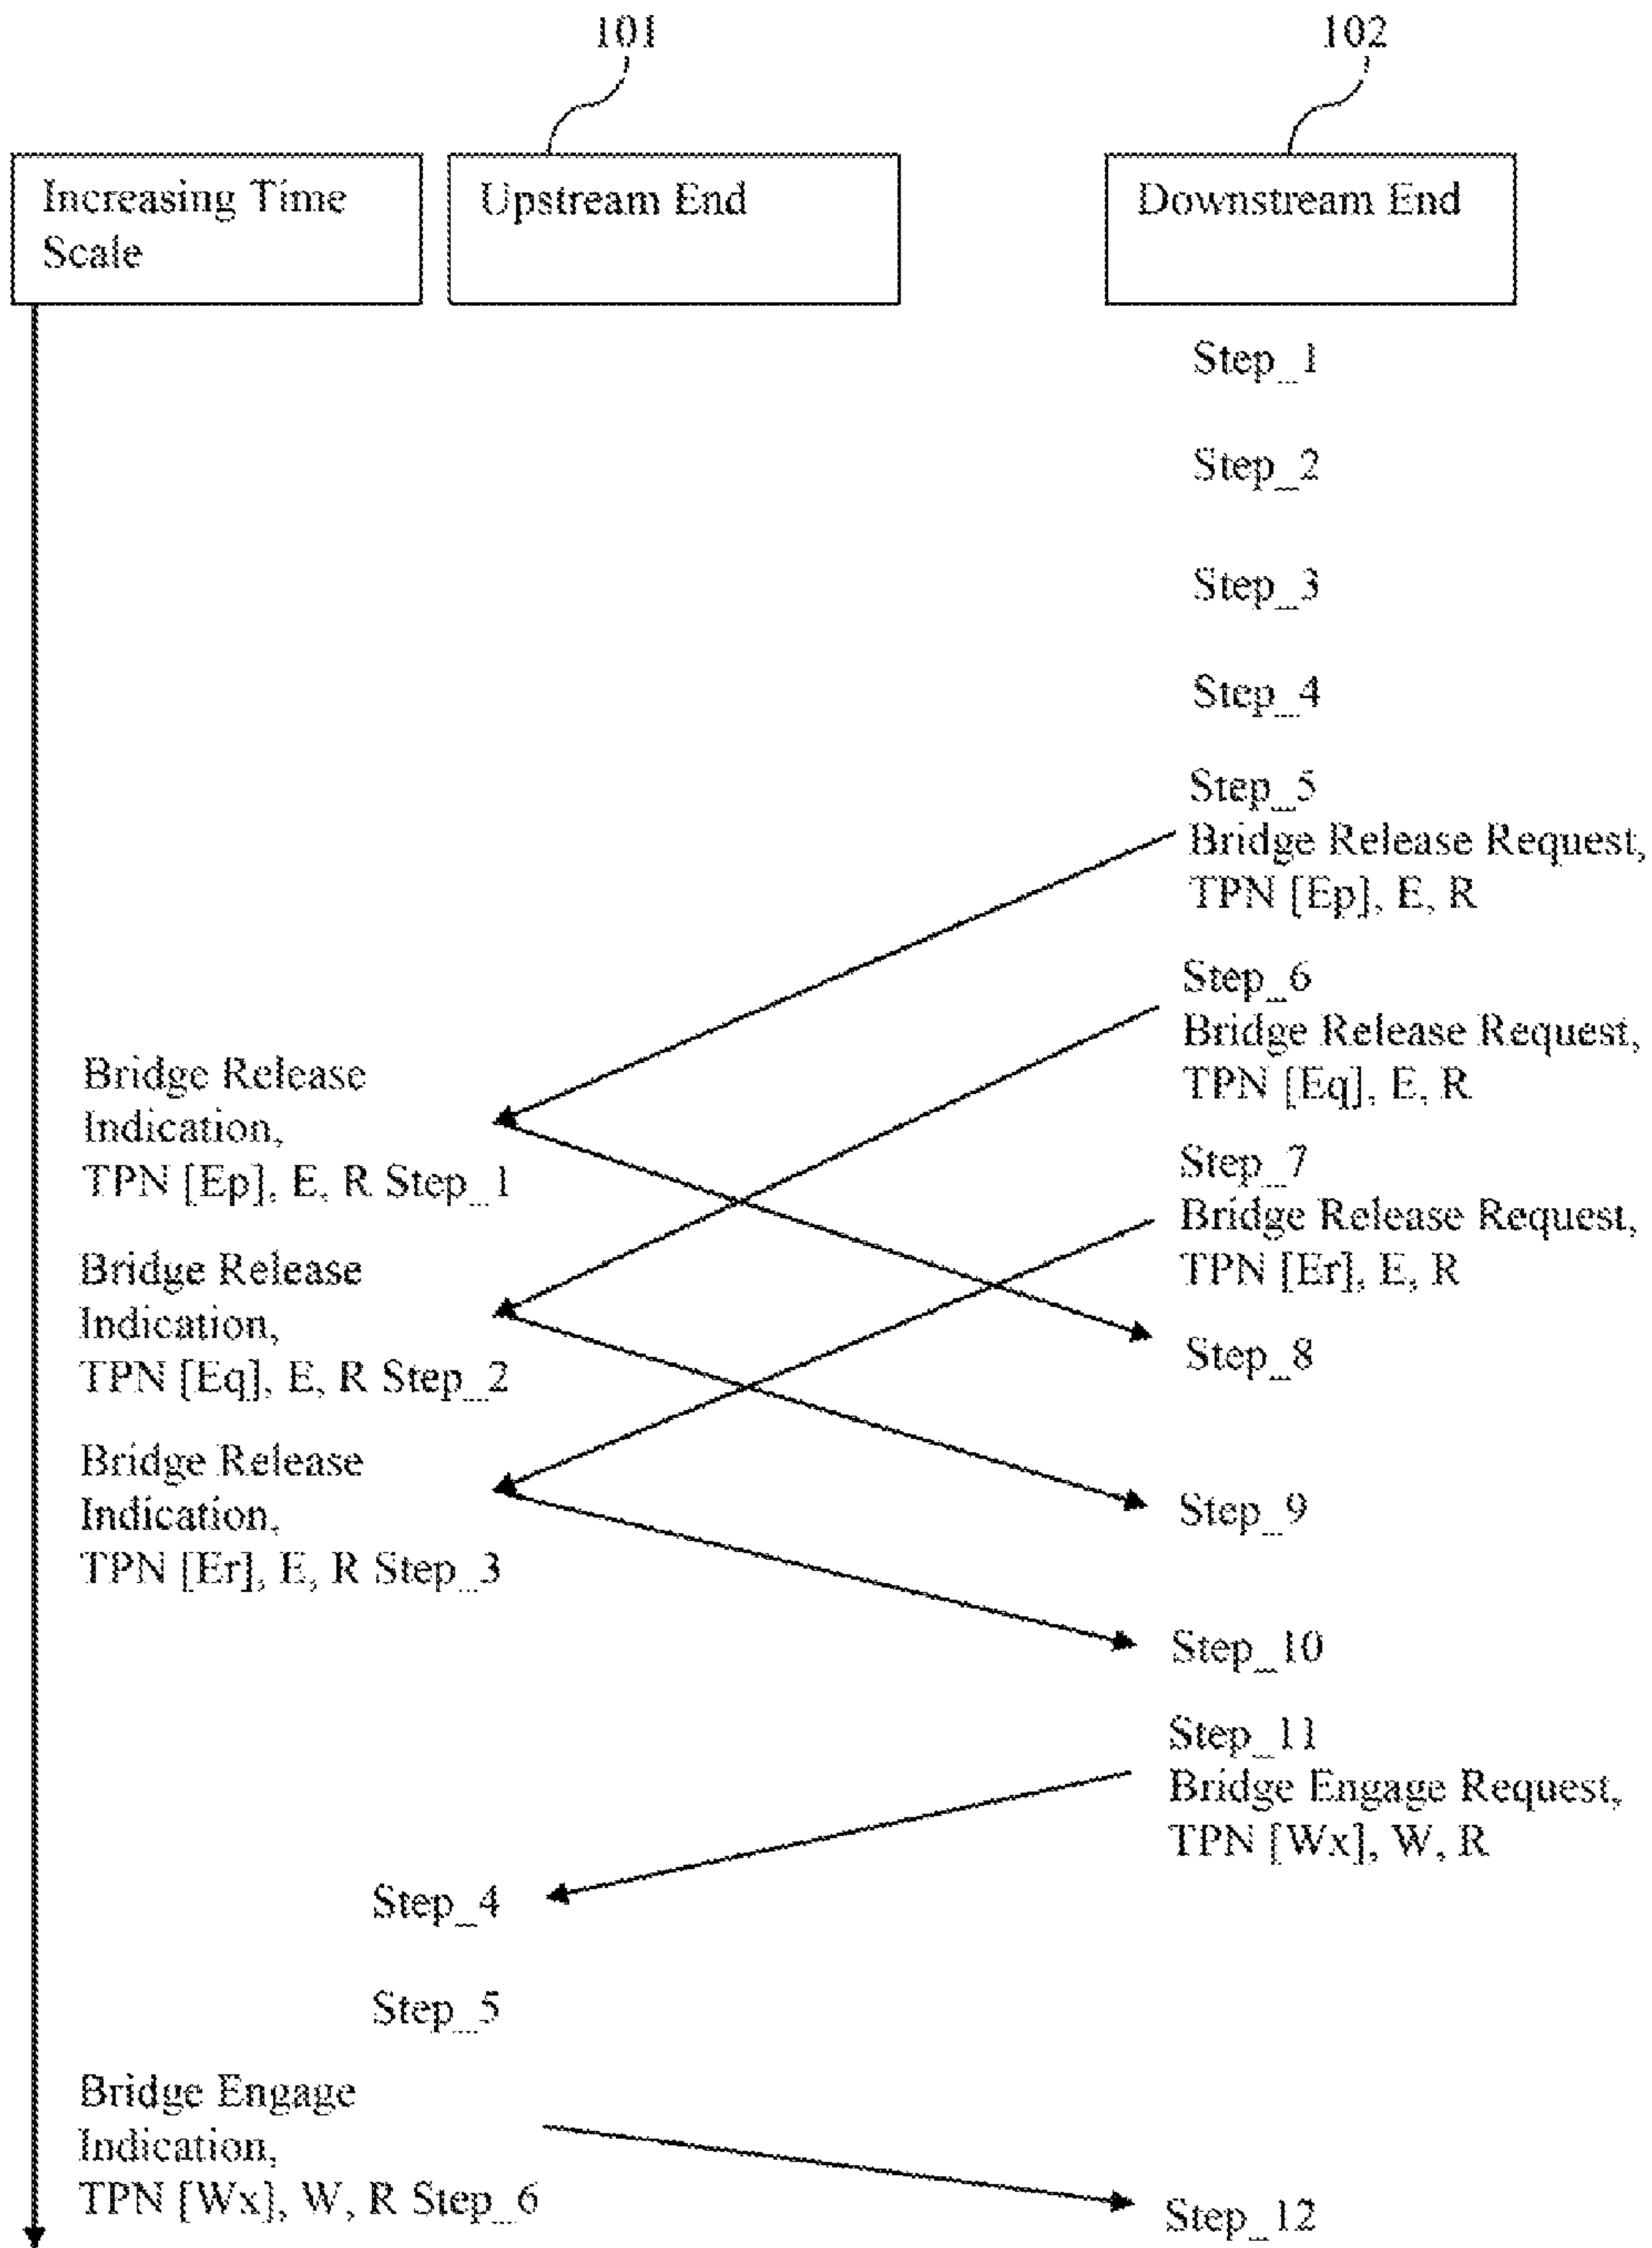 101
102
Increasing Time
Scale
Upstream End
Downstream End
Step_1
Step_2
Step_3
Step_4
Step_5
Bridge Release Request,
TPN [Ep], E, R
Step_6
Bridge Release Request,
TPN [Eq], E, R
Bridge Release
Indication,
TPN [Ep], E, R Step_1
Step_7
Bridge Release Request,
TPN [Er], E, R
Bridge Release
Indication,
TPN [Eq], E, R Step_2
Step_8
Bridge Release
Indication,
TPN [Er], E, R Step_3
Step_9
Step_10
Step_11
Bridge Engage Request,
TPN [Wx], W, R
Step_4
Step_5
Bridge Engage
Indication,
TPN [Wx], W, R Step_6
Step_12